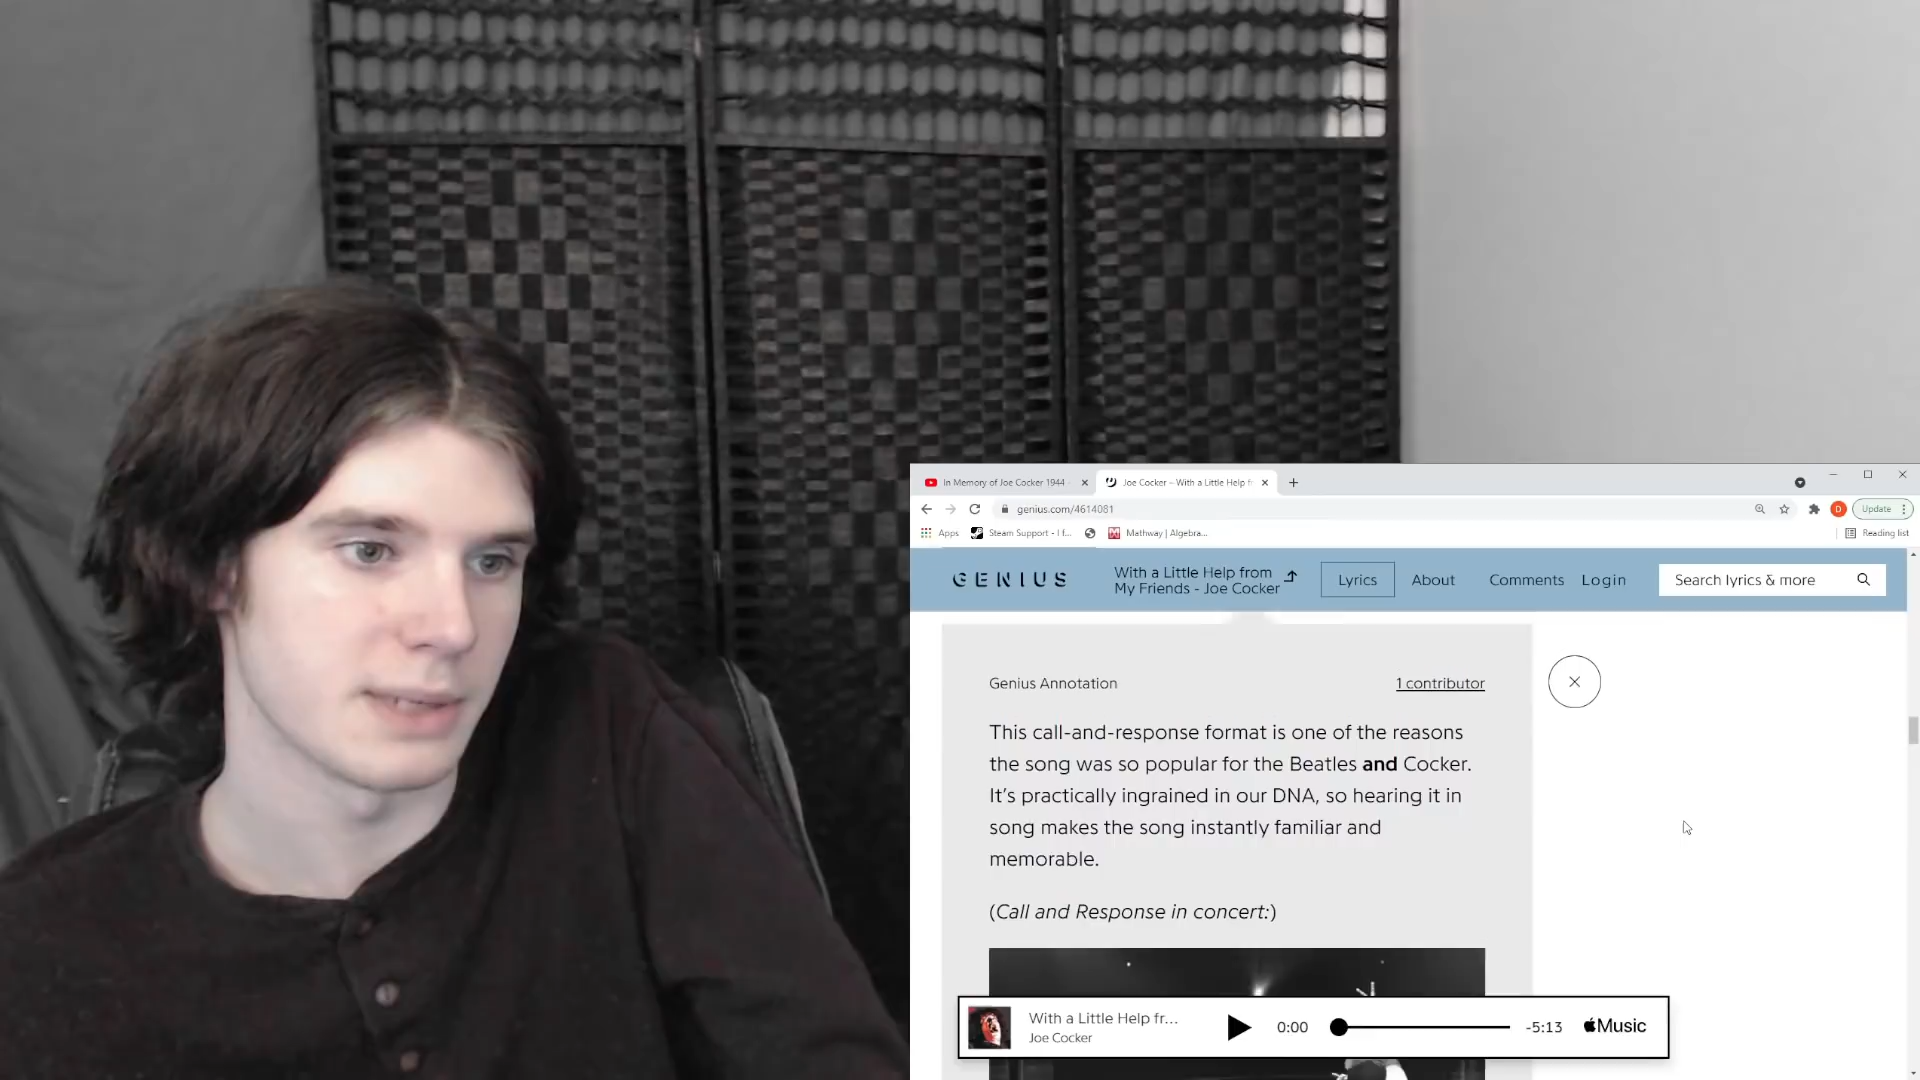 In Memory of Joe Cocker 1944
Joe Cocker – With a Little Help f
genius.com/4614081
D
Update
Apps
Steam Support - I f...
Mathway | Algebra...
Reading list
GENIUS
With a Little Help from
My Friends - Joe Cocker
Lyrics
About
Comments
Login
Search lyrics & more
Genius Annotation
1 contributor
This call-and-response format is one of the reasons
the song was so popular for the Beatles and Cocker.
It's practically ingrained in our DNA, so hearing it in
song makes the song instantly familiar and
memorable.
(Call and Response in concert:)
With a Little Help fr...
Joe Cocker
0:00
-5:13
Music